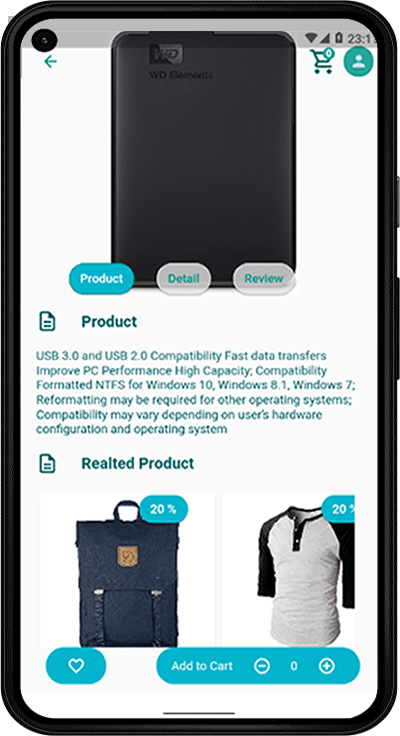 23:1
0
WD
WD Elements
Product
Detail
Review
Product
USB 3.0 and USB 2.0 Compatibility Fast data transfers
Improve PC Performance High Capacity; Compatibility
Formatted NTFS for Windows 10, Windows 8.1, Windows 7;
Reformatting may be required for other operating systems;
Compatibility may vary depending on user's hardware
configuration and operating system
Realted Product
20 %
20 %
Add to Cart
0